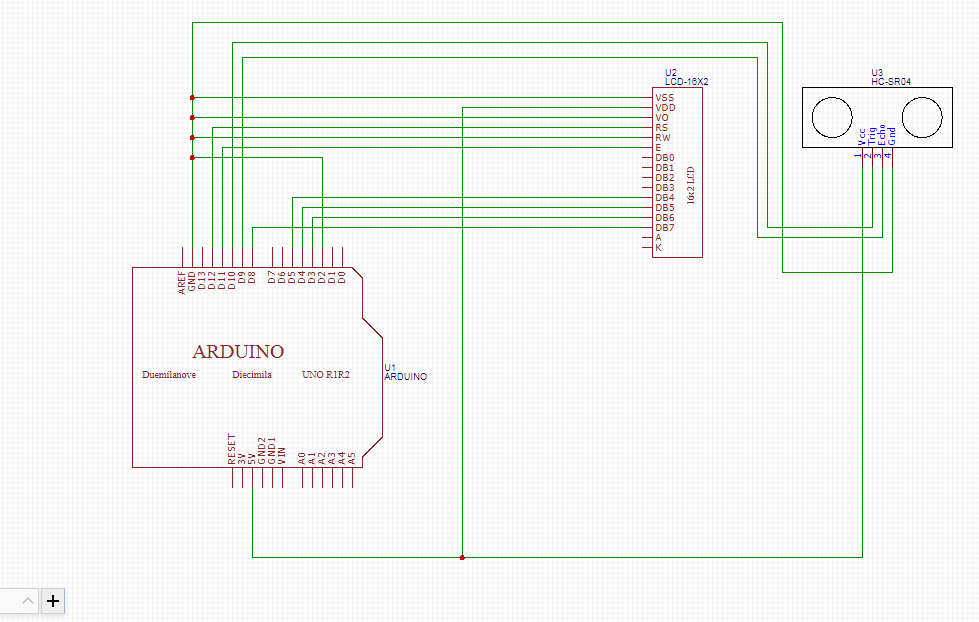 U2
LCD-16X2
U3
HC-SR04
VSS
VDD
VO
RS
RW
E
DB0
DB1
DB2
DB3
DB4
DB5
DB6
DB7
A
K
16x2 LCD
Vcc
Trig
Echo
Gnd
1
2
3
4
AREF
GND
D13
D12
D11
D10
D9
D8
D7
D6
D5
D4
D3
D2
D1
D0
ARDUINO
Duemilanove Diecimila UNO R1R2
U1
ARDUINO
RESET
3V
5V
GND2
GND1
VIN
A0
A1
A2
A3
A4
A5